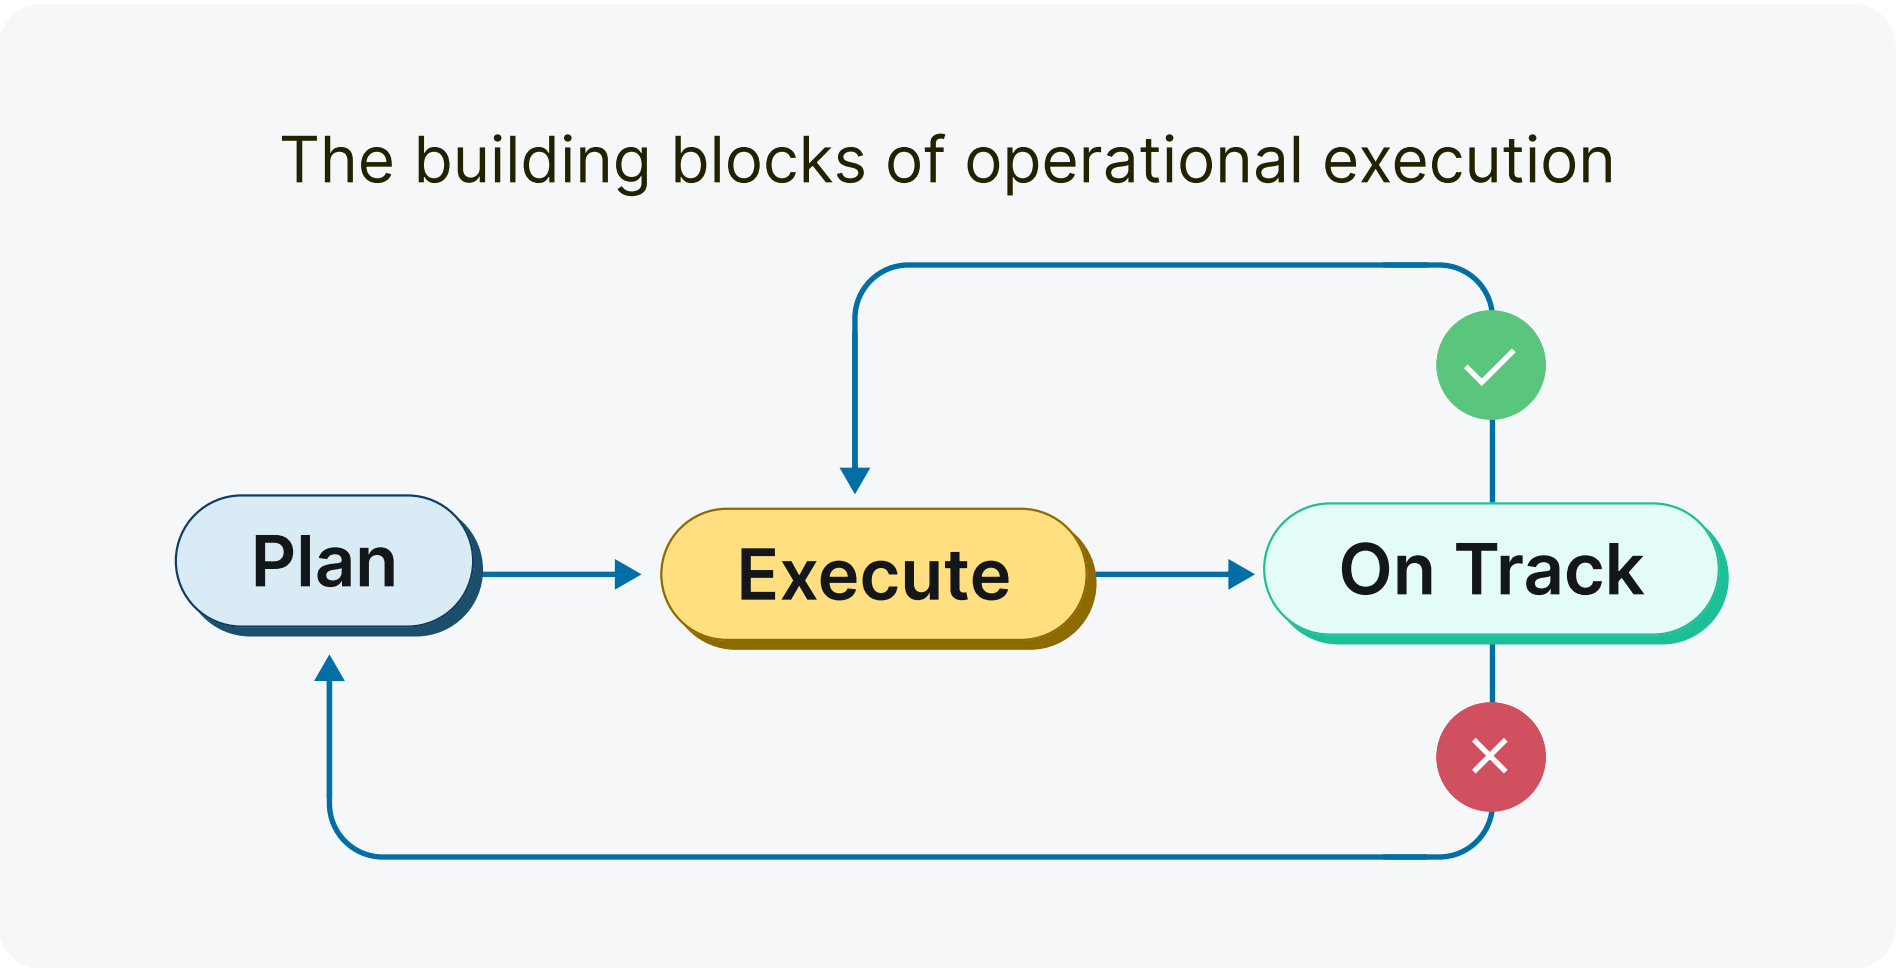 The building blocks of operational execution
Plan
Execute
On Track